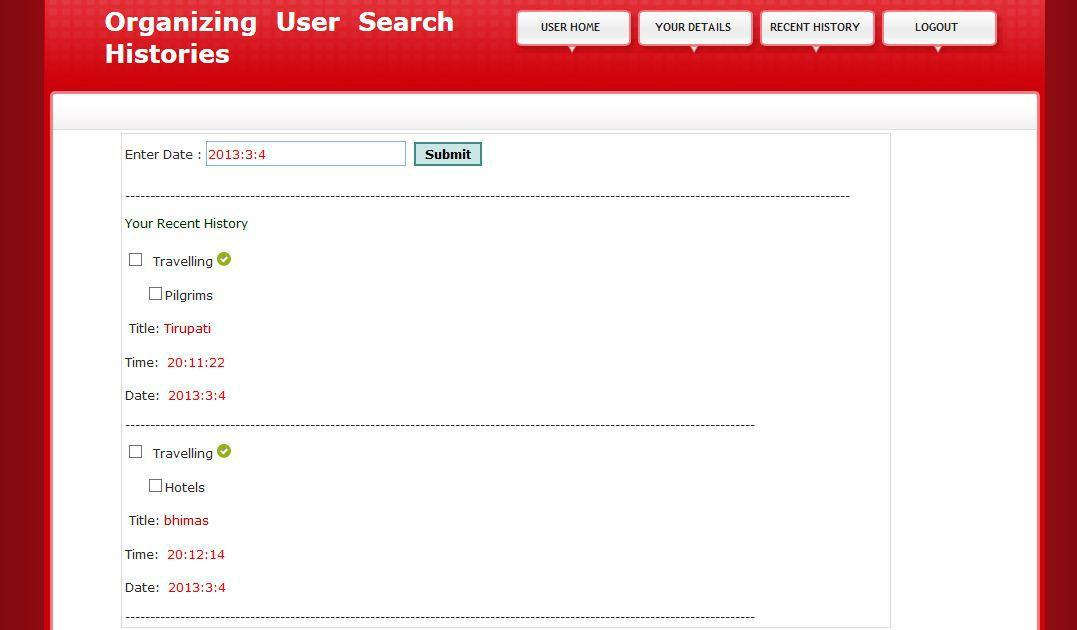 Organizing User Search
Histories
USER HOME
YOUR DETAILS
RECENT HISTORY
LOGOUT
Enter Date : 2013:3:4 Submit
Your Recent History
Travelling
Pilgrims
Title: Tirupati
Time: 20:11:22
Date: 2013:3:4
Travelling
Hotels
Title: bhimas
Time: 20:12:14
Date: 2013:3:4